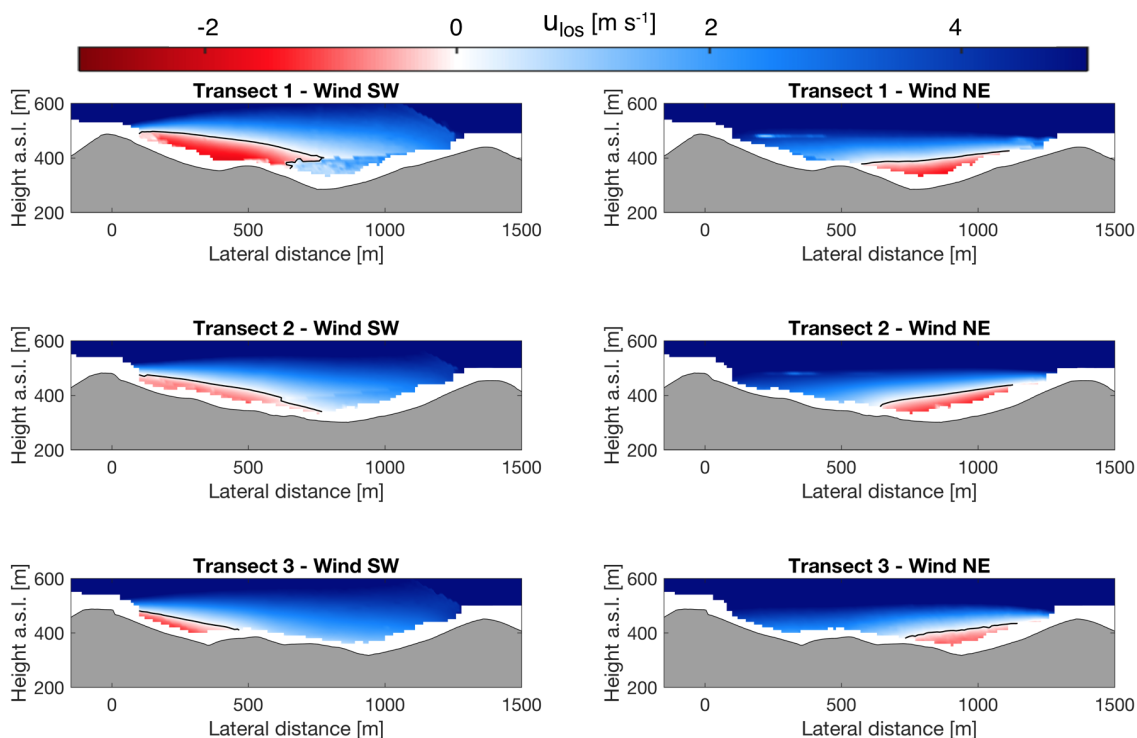 u_los [m s⁻¹]
-2 0 2 4
Transect 1 - Wind SW
Height a.s.l. [m]
600
400
200
0 500 1000 1500
Lateral distance [m]
Transect 1 - Wind NE
Height a.s.l. [m]
600
400
200
0 500 1000 1500
Lateral distance [m]
Transect 2 - Wind SW
Height a.s.l. [m]
600
400
200
0 500 1000 1500
Lateral distance [m]
Transect 2 - Wind NE
Height a.s.l. [m]
600
400
200
0 500 1000 1500
Lateral distance [m]
Transect 3 - Wind SW
Height a.s.l. [m]
600
400
200
0 500 1000 1500
Lateral distance [m]
Transect 3 - Wind NE
Height a.s.l. [m]
600
400
200
0 500 1000 1500
Lateral distance [m]